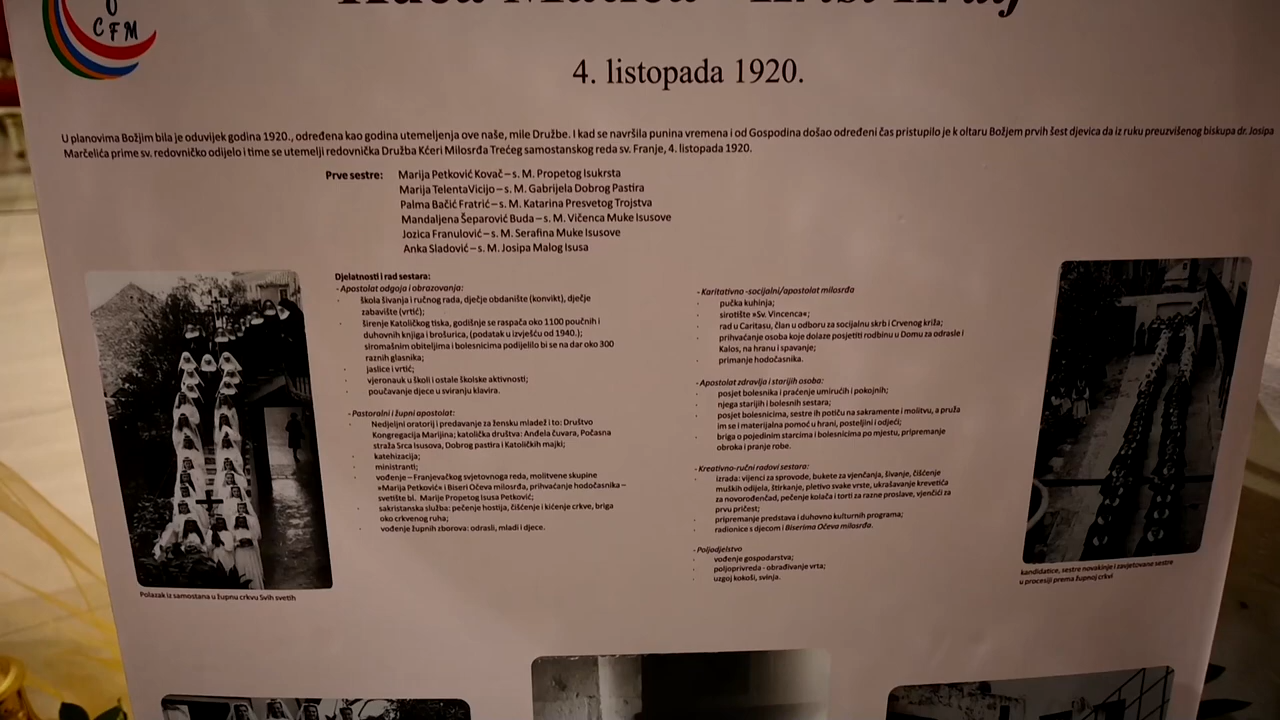 CFM
4. listopada 1920.
U planovima Božjim bila je oduvijek godina 1920., određena kao godina utemeljenja ove naše, mile Družbe. I kad se navršila punina vremena i od Gospodina došao određeni čas pristupilo je k oltaru Božjem prvih šest djevica da iz ruku preuzvišenog biskupa dr. Josipa
Marčelića prime sv. redovničko odijelo i time se utemelji redovnička Družba Kćeri Milosrđa Trećeg samostanskog reda sv. Franje, 4. listopada 1920.
Prve sestre: Marija Petković Kovač – s. M. Propetog Isukrsta
Marija TelentaVicijo – s. M. Gabrijela Dobrog Pastira
Palma Bačić Fratrić – s. M. Katarina Presvetog Trojstva
Mandaljena Šeparović Buda – s. M. Vičenca Muke Isusove
Jozica Franulović – s. M. Serafina Muke Isusove
Anka Sladović – s. M. Josipa Malog Isusa
Djelatnosti i rad sestara:
- Apostolat odgoja i obrazovanja:
· škola šivanja i ručnog rada, dječje obdanište (konvikt), dječje
zabavište (vrtić);
· širenje Katoličkog tiska, godišnje se raspača oko 1100 poučnih i
duhovnih knjiga i brošurica, (podatak u izvješću od 1940.);
· siromašnim obiteljima i bolesnicima podijelilo bi se na dar oko 300
raznih glasnika;
· jaslice i vrtić;
· vjeronauk u školi i ostale školske aktivnosti;
· poučavanje djece u sviranju klavira.
- Pastoralni i župni apostolat:
· Nedjeljni oratorij i predavanje za žensku mladež i to: Društvo
Kongregacija Marijina; katolička društva: Anđela čuvara, Počasna
straža Srca Isusova, Dobrog pastira i Katoličkih majki;
· katehizacija;
· ministranti;
· vođenje – Franjevačkog svjetovnoga reda, molitvene skupine
»Marija Petković« i Biseri Očeva milosrđa, prihvaćanje hodočasnika –
svetište bl. Marije Propetog Isusa Petković;
· sakristanska služba: pečenje hostija, čišćenje i kićenje crkve, briga
oko crkvenog ruha;
· vođenje župnih zborova: odrasli, mladi i djece.
- Karitativno -socijalni/apostolat milosrđa
· pučka kuhinja;
· sirotište »Sv. Vincenca«;
· rad u Caritasu, član u odboru za socijalnu skrb i Crvenog križa;
· prihvaćanje osoba koje dolaze posjetiti rodbinu u Domu za odrasle i
Kalos, na hranu i spavanje;
· primanje hodočasnika.
- Apostolat zdravlja i starijih osoba:
· posjet bolesnika i praćenje umirućih i pokojnih;
· njega starijih i bolesnih sestara;
· posjet bolesnicima, sestre ih potiču na sakramente i molitvu, a pruža
im se i materijalna pomoć u hrani, posteljini i odjeći;
· briga o pojedinim starcima i bolesnicima po mjestu, pripremanje
obroka i pranje robe.
- Kreativno-ručni radovi sestara:
· izrada: vijenci za sprovode, bukete za vjenčanja, šivanje, čišćenje
muških odijela, štirkanje, pletivo svake vrste, ukrašavanje krevetića
za novorođenčad, pečenje kolača i torti za razne proslave, vjenčići za
prvu pričest;
· pripremanje predstava i duhovno kulturnih programa;
· radionice s djecom i Biserima Očeva milosrđa.
- Poljodjelstvo
· vođenje gospodarstva;
· poljoprivreda - obrađivanje vrta;
· uzgoj kokoši, svinja.
Polazak iz samostana u župnu crkvu Svih svetih
kandidatice, sestre novakinje i zavjetovane sestre
u procesiji prema župnoj crkvi